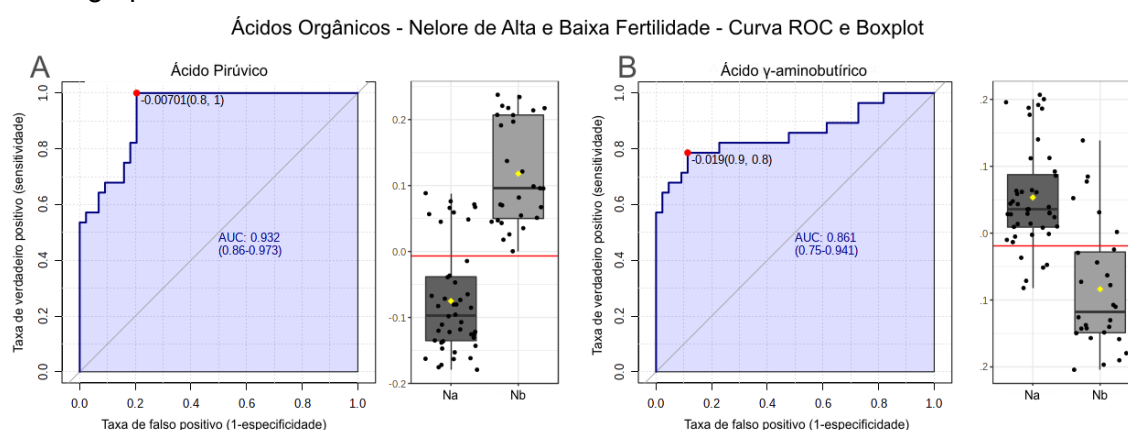 Ácidos Orgânicos - Nelore de Alta e Baixa Fertilidade - Curva ROC e Boxplot
A
Ácido Pirúvico
Taxa de verdadeiro positivo (sensitividade)
1.0
0.8
0.6
0.4
0.2
0.0
-0.00701(0.8, 1)
AUC: 0.932
(0.86-0.973)
0.0 0.2 0.4 0.6 0.8 1.0
Taxa de falso positivo (1-especificidade)
0.2
0.1
0.0
-0.1
-0.2
Na Nb
B
Ácido γ-aminobutírico
Taxa de verdadeiro positivo (sensitividade)
1.0
0.8
0.6
0.4
0.2
0.0
-0.019(0.9, 0.8)
AUC: 0.861
(0.75-0.941)
0.0 0.2 0.4 0.6 0.8 1.0
Taxa de falso positivo (1-especificidade)
.2
.1
.0
.1
.2
Na Nb